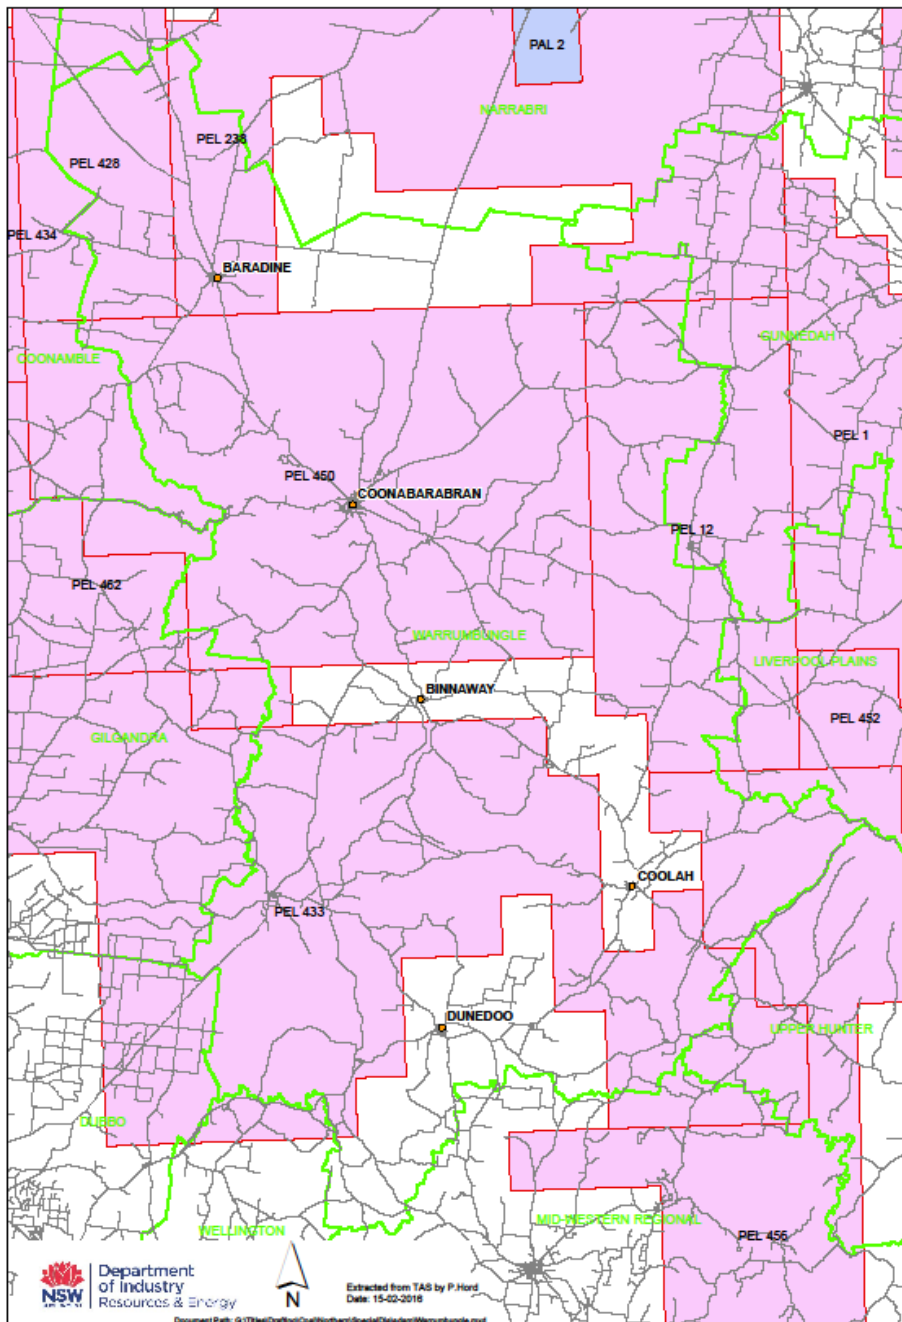 PAL 2
NARRABRI
PEL 238
PEL 428
PEL 434
BARADINE
GUNNEDAH
COONAMBLE
PEL 1
PEL 450
COONABARABRAN
PEL 12
PEL 462
WARRUMBUNGLE
LIVERPOOL PLAINS
BINNAWAY
PEL 452
GILGANDRA
COOLAH
PEL 433
DUNEDOO
UPPER HUNTER
DUBBO
MID-WESTERN REGIONAL
WELLINGTON
PEL 456
NSW
Department
of Industry
Resources & Energy
N
Extracted from TAS by P.Hord
Date: 15-02-2016
Document Path: